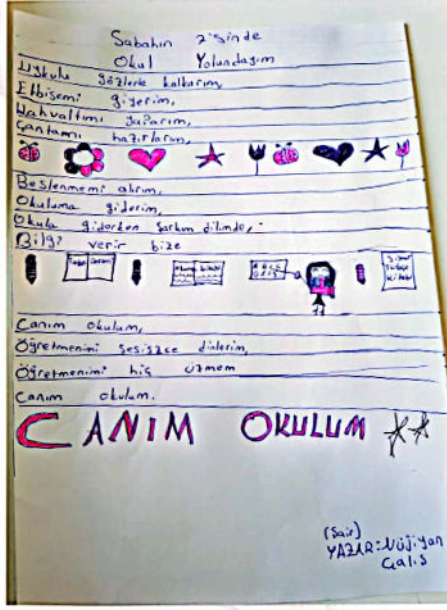 Sabahın 7'sinde
Okul Yolundayım
Uykulu gözlerle kalkarım,
Elbisemi giyerim,
Kahvaltımı yaparım,
Çantamı hazırlarım,
Beslenmemi alırım,
Okuluma giderim,
Okula giderken şarkım dilimde,
Bilgi verir bize
Canım okulum,
Öğretmenimi sessizce dinlerim,
Öğretmenimi hiç üzmem
Canım okulum.
CANIM OKULUM
(Şair)
YAZAR:
Galis